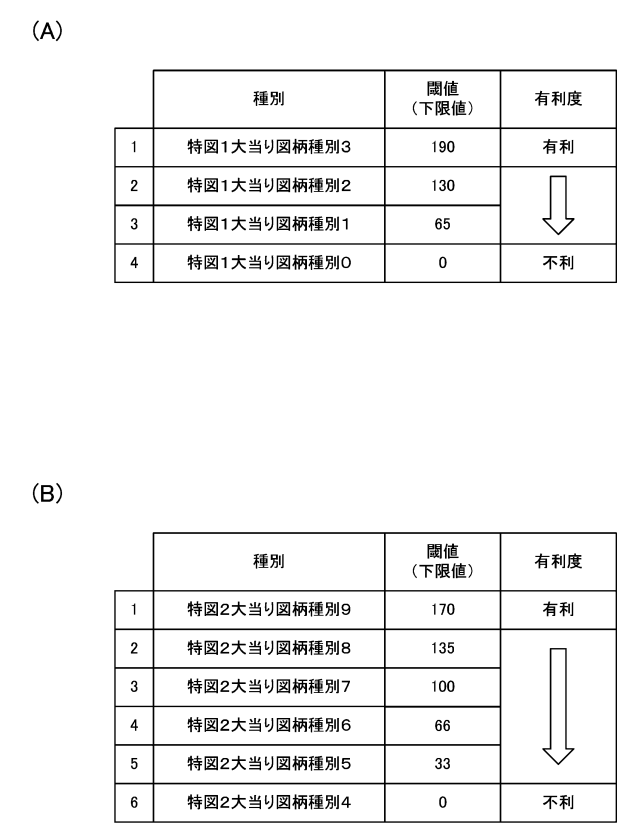 (A)
種別 閾値（下限値） 有利度
1 特図1大当り図柄種別3 190 有利
2 特図1大当り図柄種別2 130
3 特図1大当り図柄種別1 65
4 特図1大当り図柄種別0 0 不利
(B)
種別 閾値（下限値） 有利度
1 特図2大当り図柄種別9 170 有利
2 特図2大当り図柄種別8 135
3 特図2大当り図柄種別7 100
4 特図2大当り図柄種別6 66
5 特図2大当り図柄種別5 33
6 特図2大当り図柄種別4 0 不利